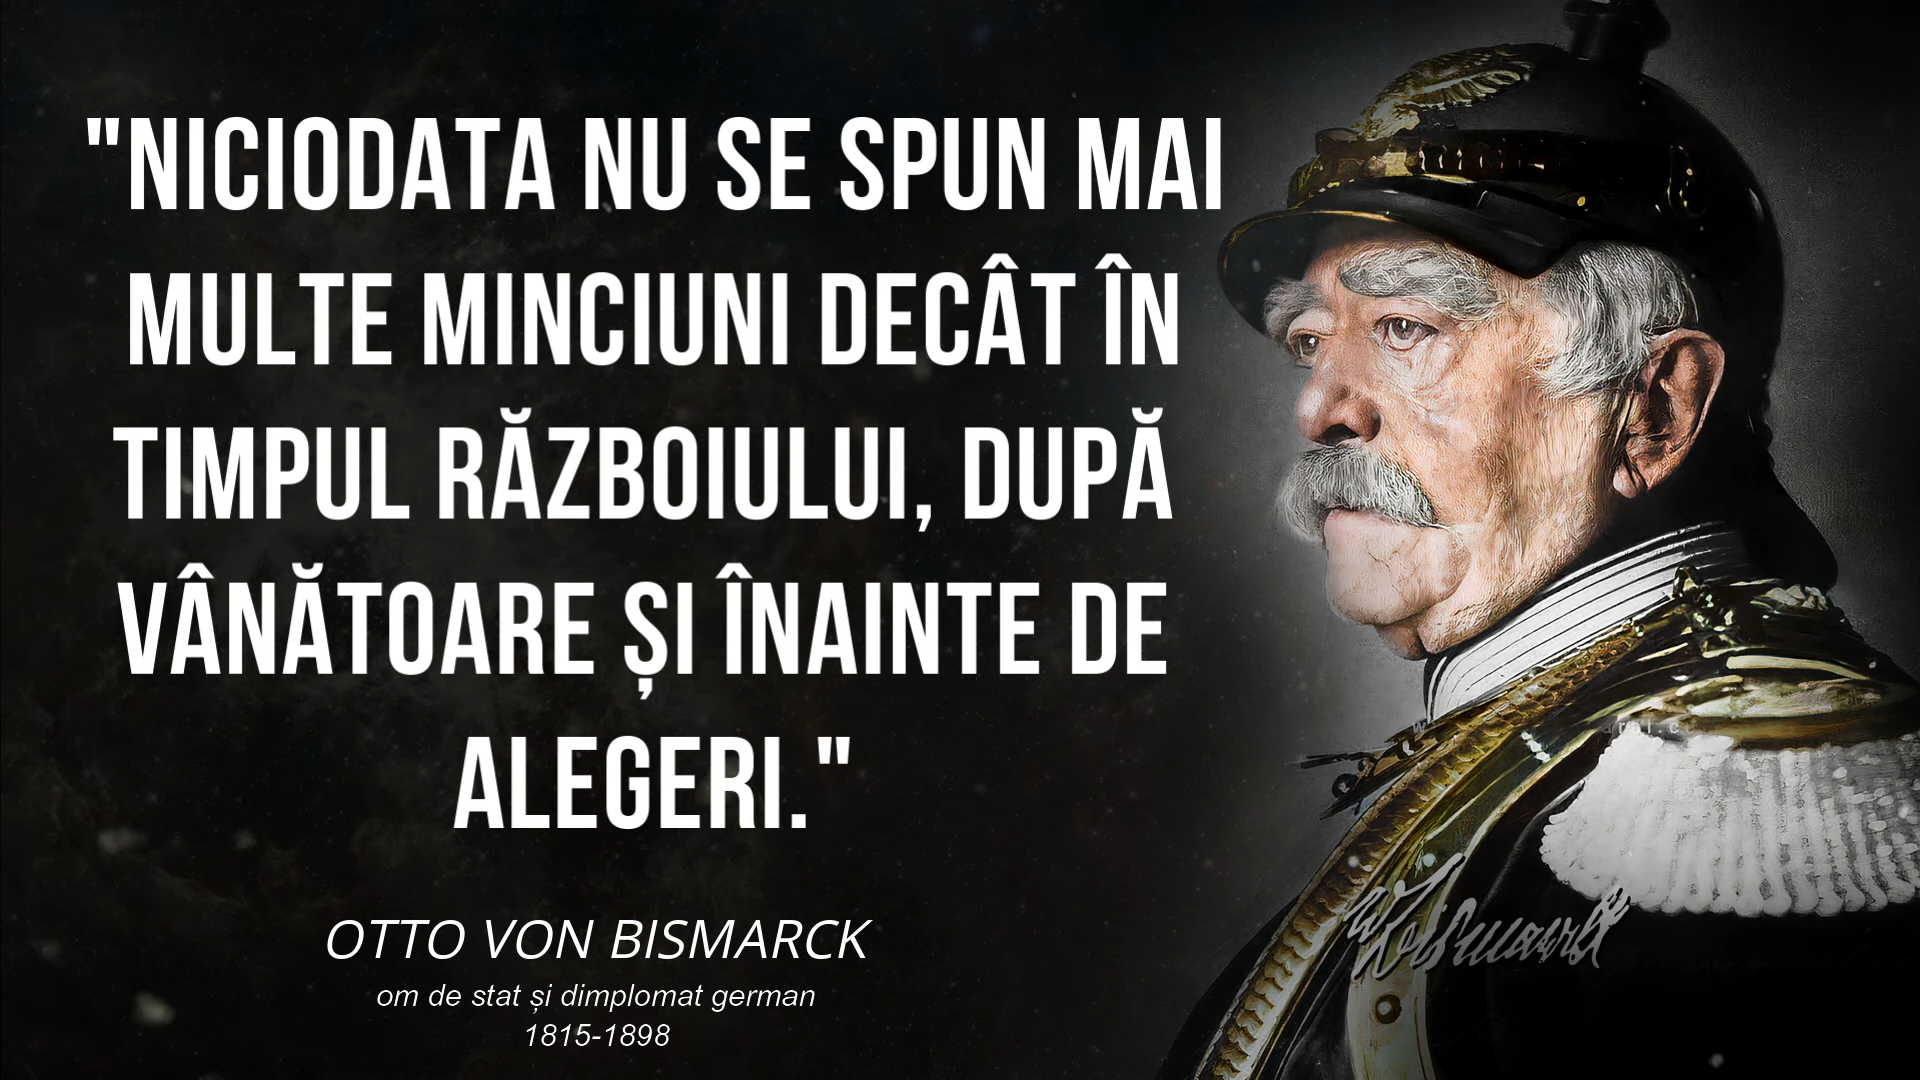 "NICIODATA NU SE SPUN MAI
MULTE MINCIUNI DECÂT ÎN
TIMPUL RĂZBOIULUI, DUPĂ
VÂNĂTOARE ȘI ÎNAINTE DE
ALEGERI."
OTTO VON BISMARCK
om de stat și dimplomat german
1815-1898